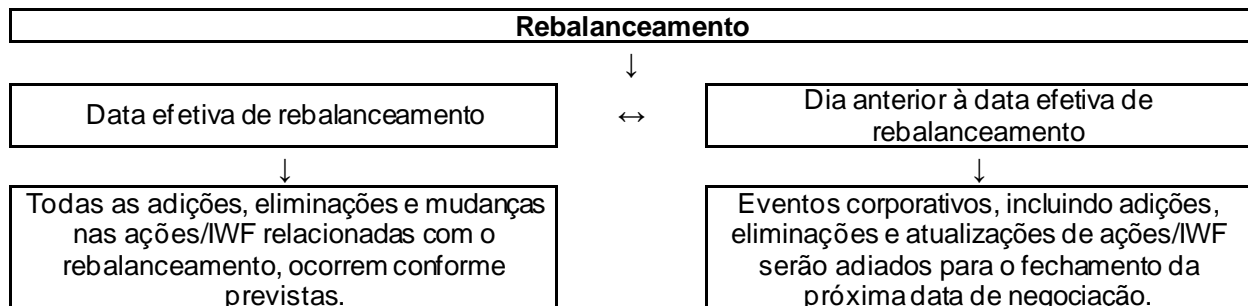 Rebalanceamento
↓
Data efetiva de rebalanceamento
↔
Dia anterior à data efetiva de
rebalanceamento
↓
Todas as adições, eliminações e mudanças
nas ações/IWF relacionadas com o
rebalanceamento, ocorrem conforme
previstas.
↓
Eventos corporativos, incluindo adições,
eliminações e atualizações de ações/IWF
serão adiados para o fechamento da
próxima data de negociação.